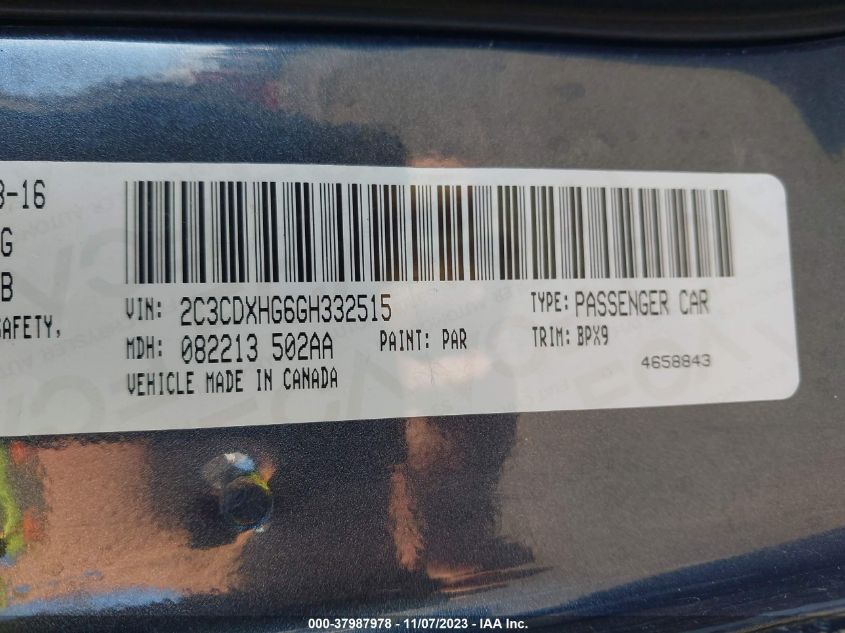 3-16
G
B
SAFETY,
VIN: 2C3CDXHG6GH332515 TYPE: PASSENGER CAR
MDH: 082213 502AA PAINT: PAR TRIM: BPX9
VEHICLE MADE IN CANADA 4658843
000-37987978 - 11/07/2023 - IAA Inc.